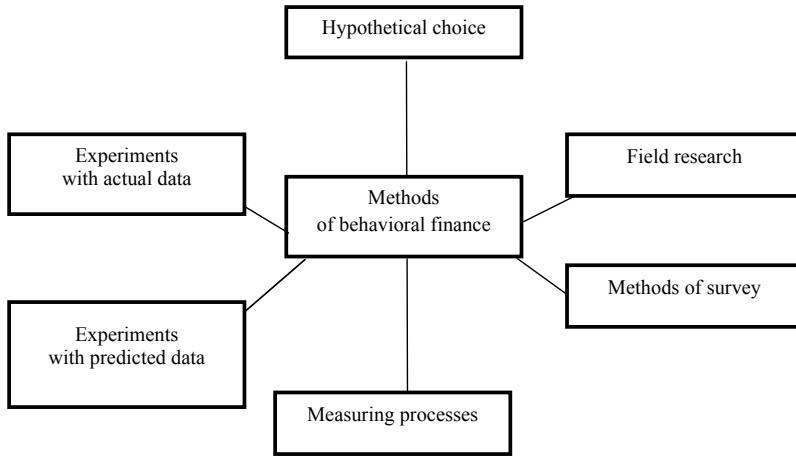 Hypothetical choice
Experiments
with actual data
Field research
Methods
of behavioral finance
Methods of survey
Experiments
with predicted data
Measuring processes